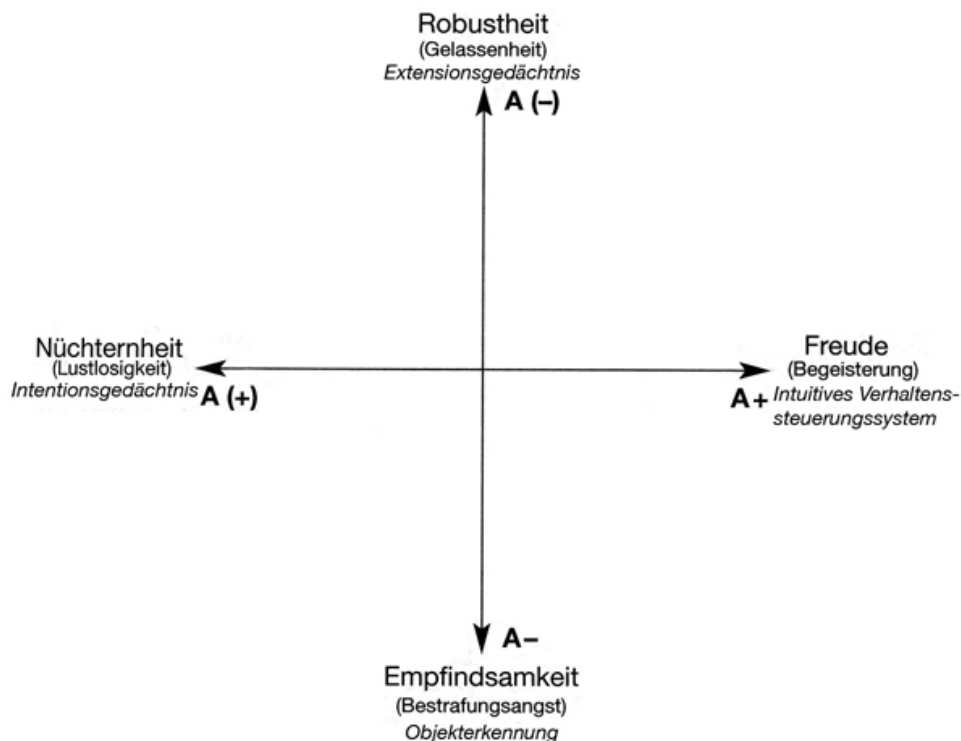 Robustheit
(Gelassenheit)
Extensionsgedächtnis
A (–)
Nüchternheit
(Lustlosigkeit)
Intentionsgedächtnis
A (+)
Freude
(Begeisterung)
A+
Intuitives Verhaltens-
steuerungssystem
A–
Empfindsamkeit
(Bestrafungsangst)
Objekterkennung